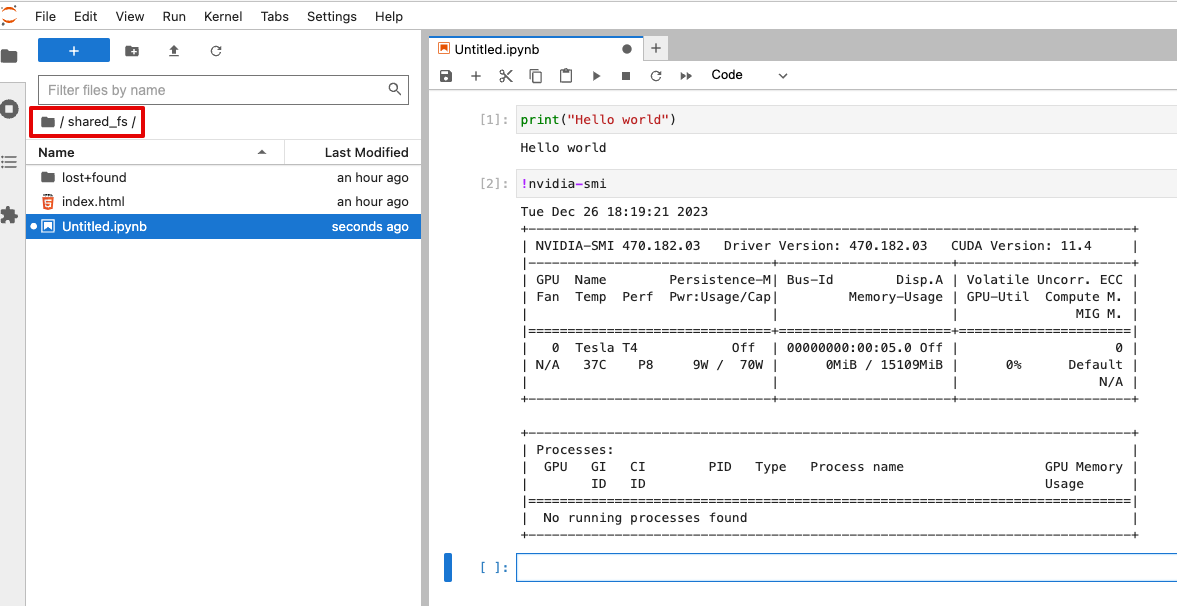 File Edit View Run Kernel Tabs Settings Help
+
Filter files by name
/ shared_fs /
Name Last Modified
lost+found an hour ago
index.html an hour ago
Untitled.ipynb seconds ago
Untitled.ipynb +
Code
[1]: print("Hello world")
Hello world
[2]: !nvidia-smi
Tue Dec 26 18:19:21 2023
+-----------------------------------------------------------------------------+
| NVIDIA-SMI 470.182.03   Driver Version: 470.182.03   CUDA Version: 11.4     |
|-------------------------------+----------------------+----------------------+
| GPU  Name        Persistence-M| Bus-Id        Disp.A | Volatile Uncorr. ECC |
| Fan  Temp  Perf  Pwr:Usage/Cap|         Memory-Usage | GPU-Util  Compute M. |
|                               |                      |               MIG M. |
|===============================+======================+======================|
|   0  Tesla T4            Off  | 00000000:00:05.0 Off |                    0 |
| N/A   37C    P8     9W /  70W |      0MiB / 15109MiB |      0%      Default |
|                               |                      |                  N/A |
+-------------------------------+----------------------+----------------------+
+-----------------------------------------------------------------------------+
| Processes:                                                                  |
|  GPU   GI   CI        PID   Type   Process name                  GPU Memory |
|        ID   ID                                                   Usage      |
|=============================================================================|
|  No running processes found                                                 |
+-----------------------------------------------------------------------------+
[ ]: